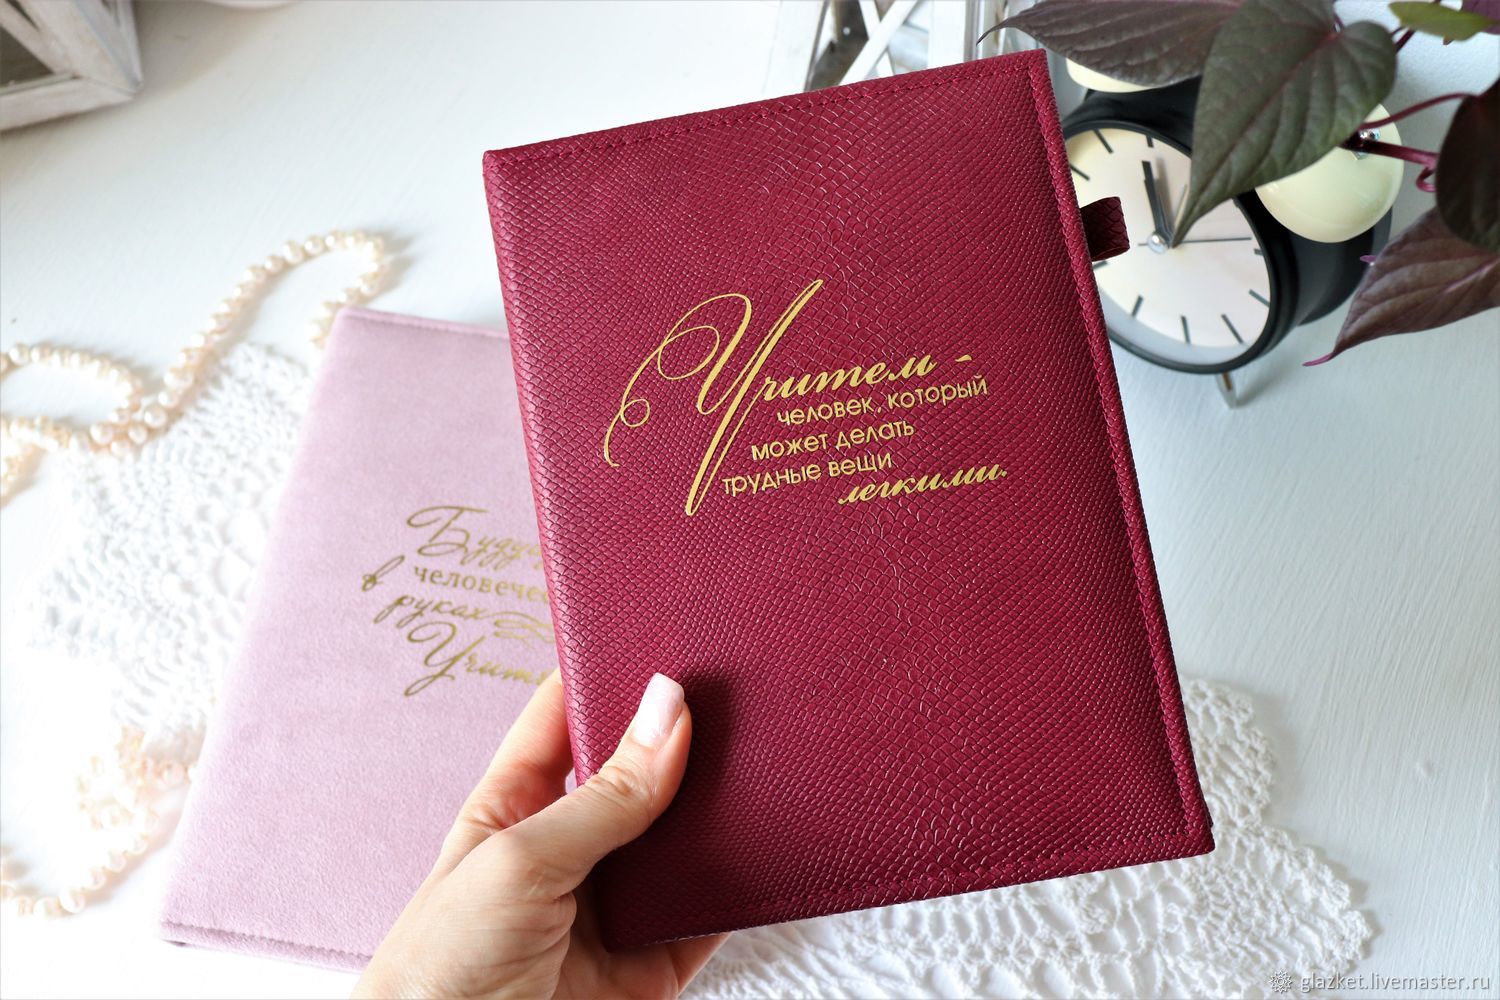 Учитель -
человек, который
может делать
трудные вещи
легкими.
в
руках
glazket.livemaster.ru